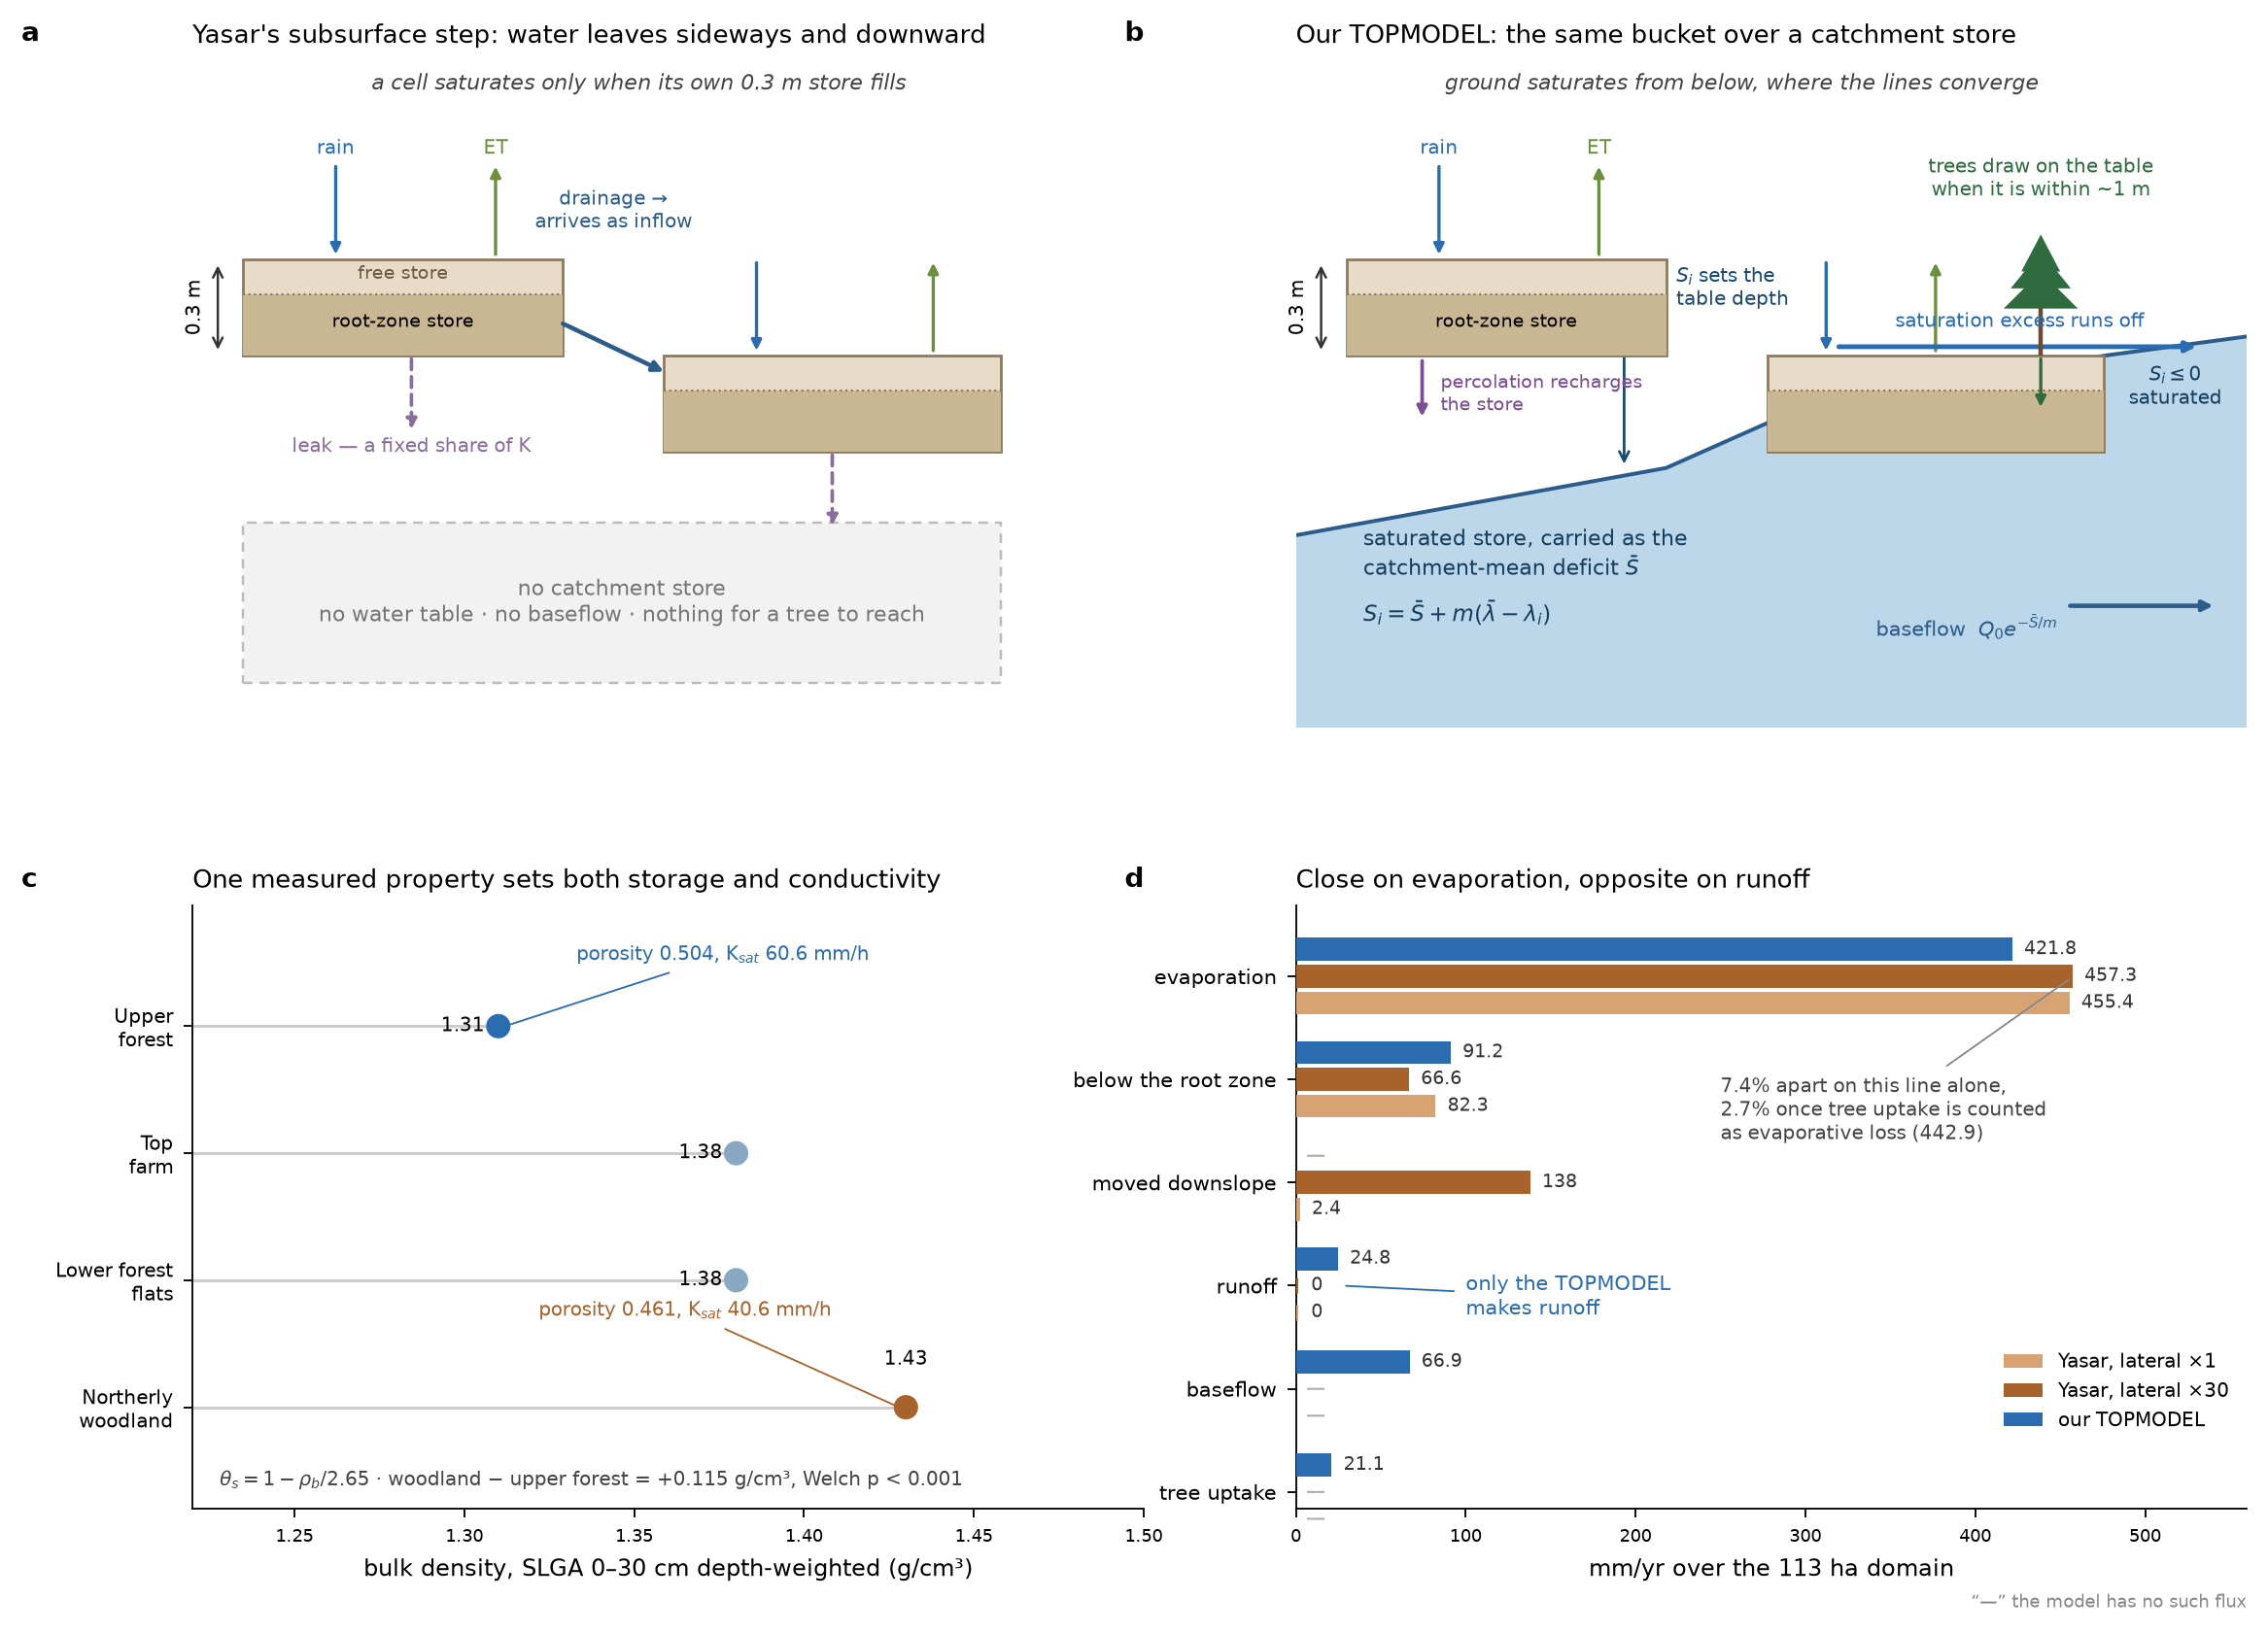 a
Yasar's subsurface step: water leaves sideways and downward
a cell saturates only when its own 0.3 m store fills
rain
ET
drainage →
arrives as inflow
0.3 m
free store
root-zone store
leak — a fixed share of K
no catchment store
no water table · no baseflow · nothing for a tree to reach
b
Our TOPMODEL: the same bucket over a catchment store
ground saturates from below, where the lines converge
rain
ET
trees draw on the table
when it is within ~1 m
0.3 m
root-zone store
S_i sets the
table depth
saturation excess runs off
percolation recharges
the store
S_i ≤ 0
saturated
saturated store, carried as the
catchment-mean deficit S̄
S_i = S̄ + m(λ̄ − λ_i)
baseflow Q₀e^{−S̄/m}
c
One measured property sets both storage and conductivity
porosity 0.504, K_sat 60.6 mm/h
Upper
forest
1.31
Top
farm
1.38
Lower forest
flats
1.38
porosity 0.461, K_sat 40.6 mm/h
1.43
Northerly
woodland
θ_s = 1 − ρ_b/2.65 · woodland − upper forest = +0.115 g/cm³, Welch p < 0.001
1.25 1.30 1.35 1.40 1.45 1.50
bulk density, SLGA 0–30 cm depth-weighted (g/cm³)
d
Close on evaporation, opposite on runoff
evaporation
421.8
457.3
455.4
below the root zone
91.2
66.6
82.3
7.4% apart on this line alone,
2.7% once tree uptake is counted
as evaporative loss (442.9)
moved downslope
—
138
2.4
runoff
24.8
0
0
only the TOPMODEL
makes runoff
baseflow
66.9
—
—
Yasar, lateral ×1
Yasar, lateral ×30
our TOPMODEL
tree uptake
21.1
—
—
0 100 200 300 400 500
mm/yr over the 113 ha domain
“—” the model has no such flux